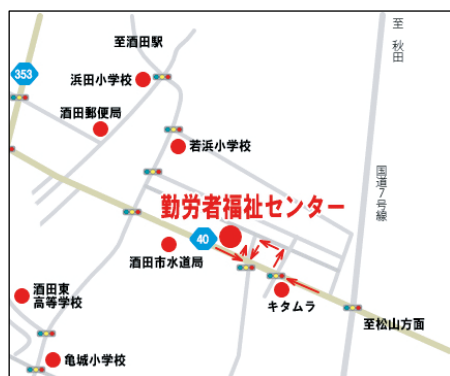 至酒田駅
至
秋田
353
浜田小学校
酒田郵便局
若浜小学校
国道7号線
勤労者福祉センター
40
酒田市水道局
キタムラ
酒田東
高等学校
至松山方面
亀城小学校